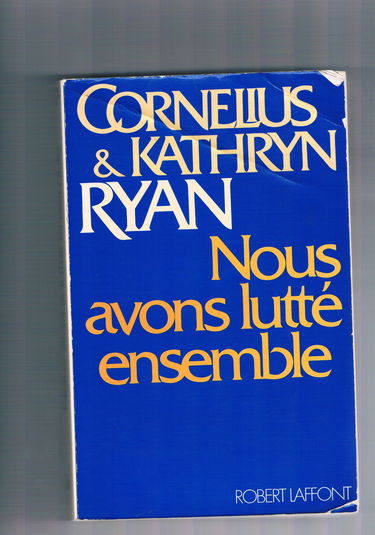 CORNELIUS
& KATHRYN
RYAN
Nous
avons lutté
ensemble
ROBERT LAFFONT